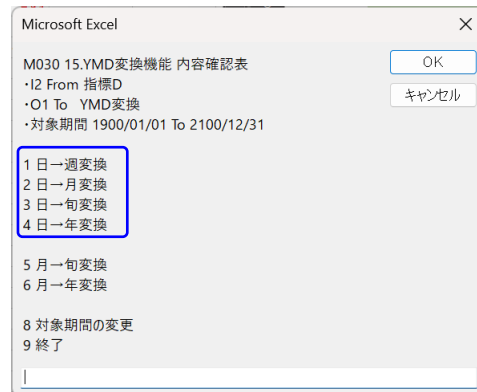 Microsoft Excel
M030 15.YMD変換機能 内容確認表
・I2 From 指標D
・O1 To   YMD変換
・対象期間 1900/01/01 To 2100/12/31
OK
キャンセル
1 日→週変換
2 日→月変換
3 日→旬変換
4 日→年変換
5 月→旬変換
6 月→年変換
8 対象期間の変更
9 終了